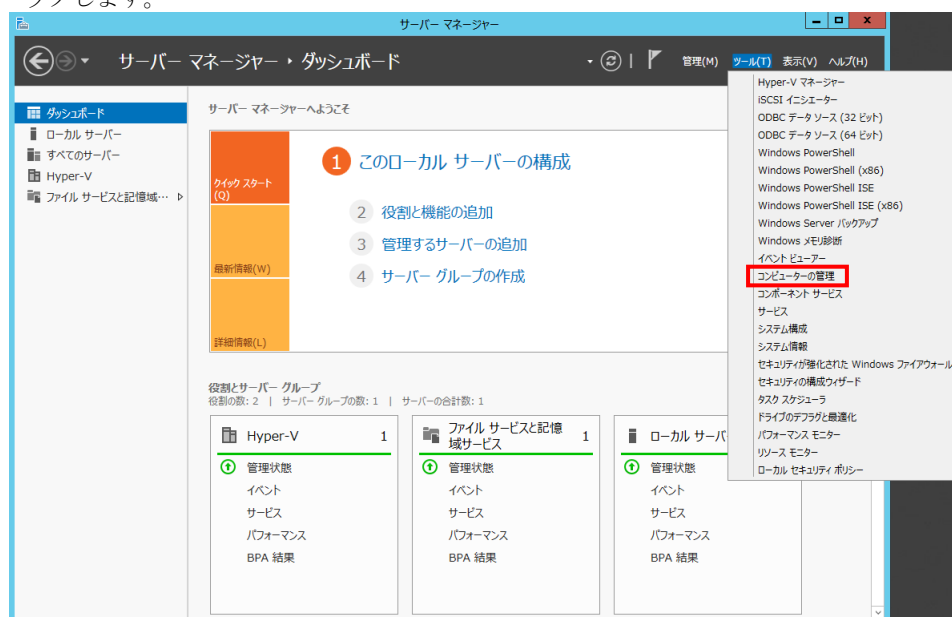 ックします。
サーバー マネージャー
サーバー マネージャー・ダッシュボード
管理(M) ツール(T) 表示(V) ヘルプ(H)
ダッシュボード
ローカル サーバー
すべてのサーバー
Hyper-V
ファイル サービスと記憶域…
サーバー マネージャーへようこそ
クイック スタート
(Q)
最新情報(W)
詳細情報(L)
1 このローカル サーバーの構成
2 役割と機能の追加
3 管理するサーバーの追加
4 サーバー グループの作成
Hyper-V マネージャー
iSCSI イニシエーター
ODBC データ ソース (32 ビット)
ODBC データ ソース (64 ビット)
Windows PowerShell
Windows PowerShell (x86)
Windows PowerShell ISE
Windows PowerShell ISE (x86)
Windows Server バックアップ
Windows メモリ診断
イベント ビューアー
コンピューターの管理
コンポーネント サービス
サービス
システム構成
システム情報
セキュリティが強化された Windows ファイアウォール
セキュリティの構成ウィザード
タスク スケジューラ
ドライブのデフラグと最適化
パフォーマンス モニター
リソース モニター
ローカル セキュリティ ポリシー
役割とサーバー グループ
役割の数: 2 | サーバー グループの数: 1 | サーバーの合計数: 1
Hyper-V 1
管理状態
イベント
サービス
パフォーマンス
BPA 結果
ファイル サービスと記憶
域サービス 1
管理状態
イベント
サービス
パフォーマンス
BPA 結果
ローカル サーバ
管理状態
イベント
サービス
パフォーマンス
BPA 結果